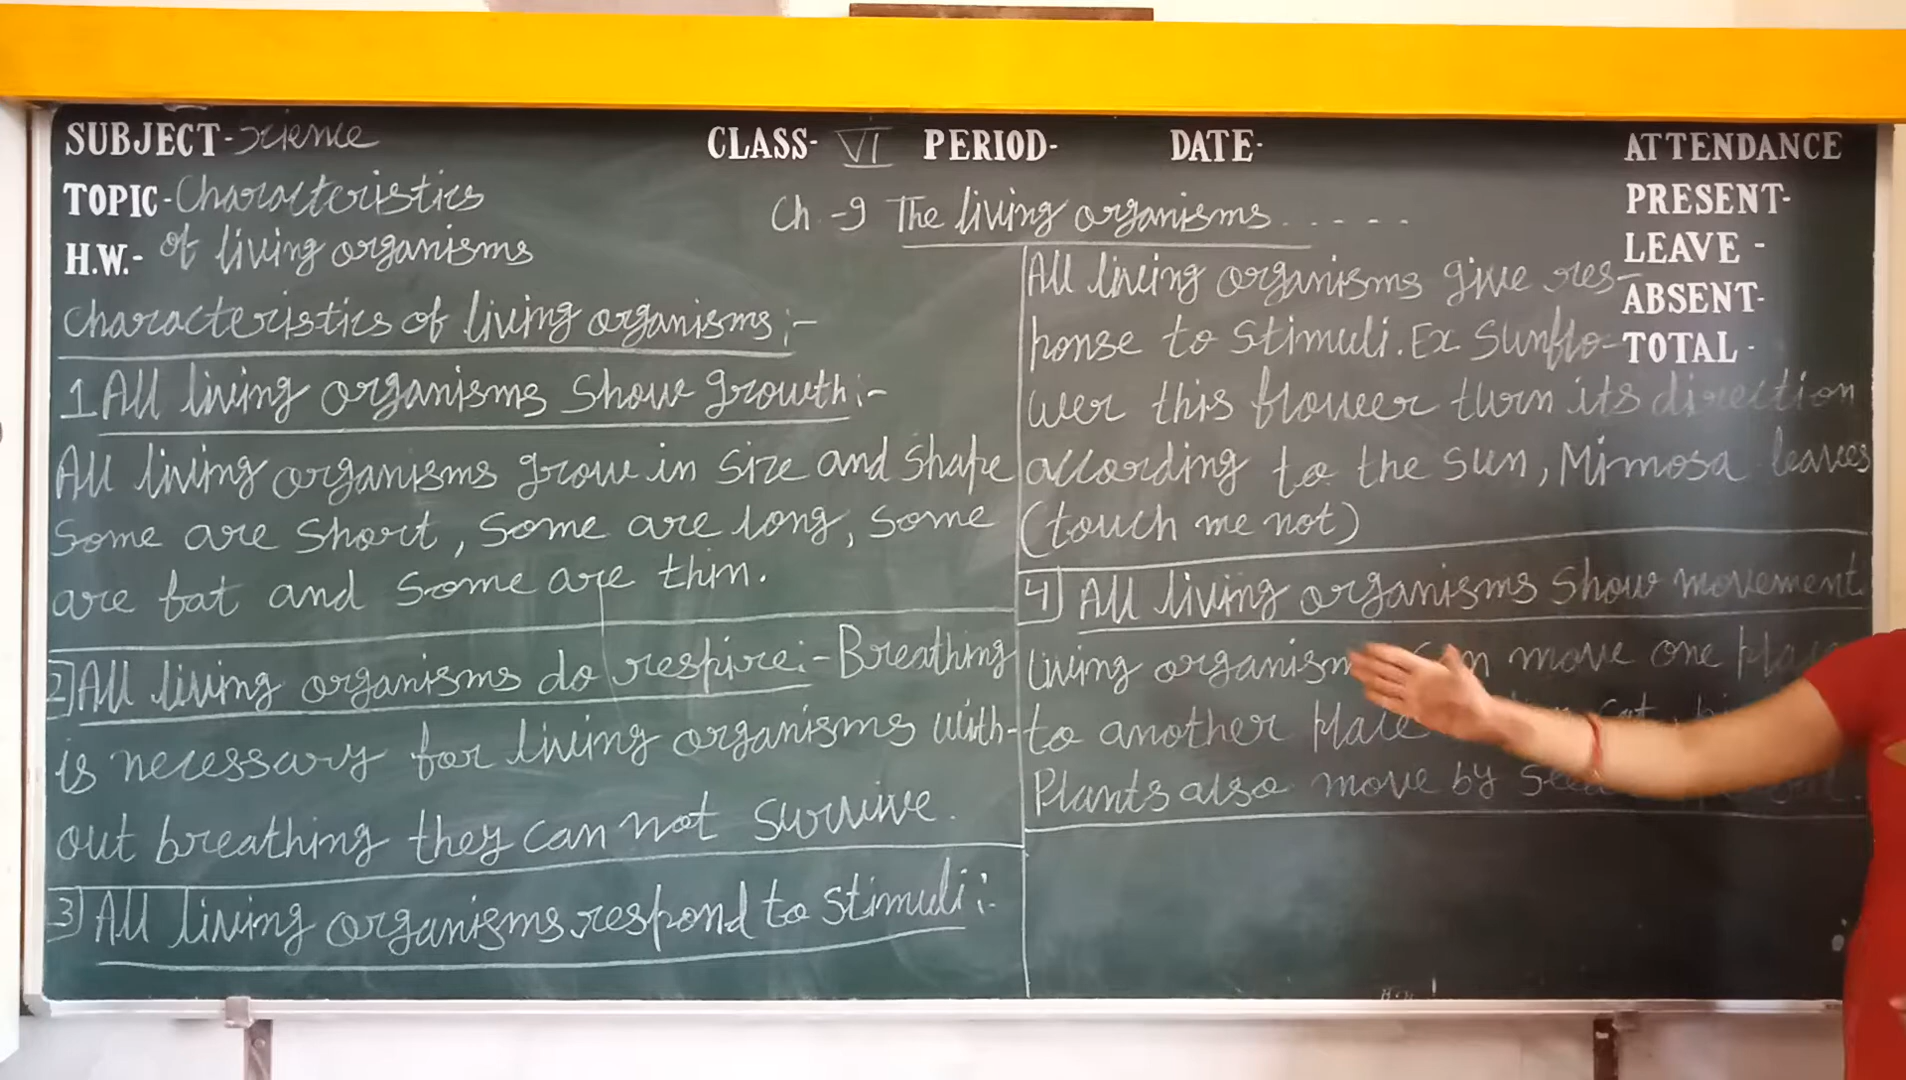 SUBJECT- Science
CLASS- VI PERIOD- DATE-
ATTENDANCE
TOPIC- Characteristics
of living organisms
H.W.-
Ch -9 The living organisms . . - - -
PRESENT-
LEAVE -
ABSENT-
TOTAL -
Characteristics of living organisms :-
1 All living organisms show growth :-
All living organisms grow in size and shape
some are short, some are long, some
are fat and some are thin.
2) All living organisms do respire :- Breathing
is necessary for living organisms with-
out breathing they can not survive.
3) All living organisms respond to stimuli :-
All living organisms give res-
ponse to stimuli. Ex Sunflo-
wer this flower turn its direction
according to the sun, Mimosa leaves
(touch me not)
4) All living organisms show movement.
living organism can move one place
to another place
Plants also move by